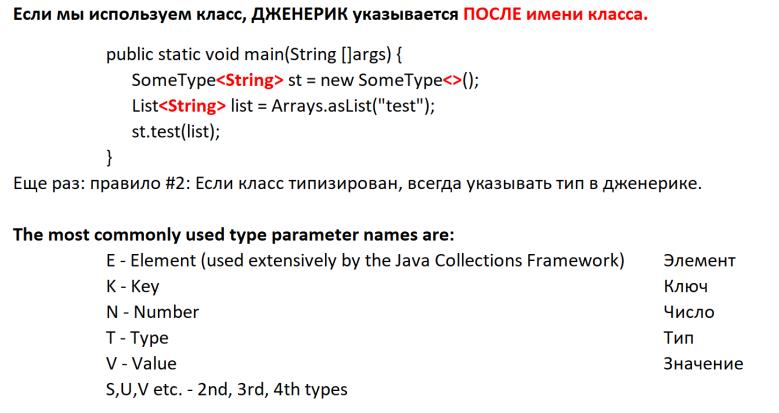 Если мы используем класс, ДЖЕНЕРИК указывается ПОСЛЕ имени класса.
public static void main(String []args) {
SomeType<String> st = new SomeType<>();
List<String> list = Arrays.asList("test");
st.test(list);
}
Еще раз: правило #2: Если класс типизирован, всегда указывать тип в дженерике.
The most commonly used type parameter names are:
E - Element (used extensively by the Java Collections Framework) Элемент
K - Key Ключ
N - Number Число
T - Type Тип
V - Value Значение
S,U,V etc. - 2nd, 3rd, 4th types